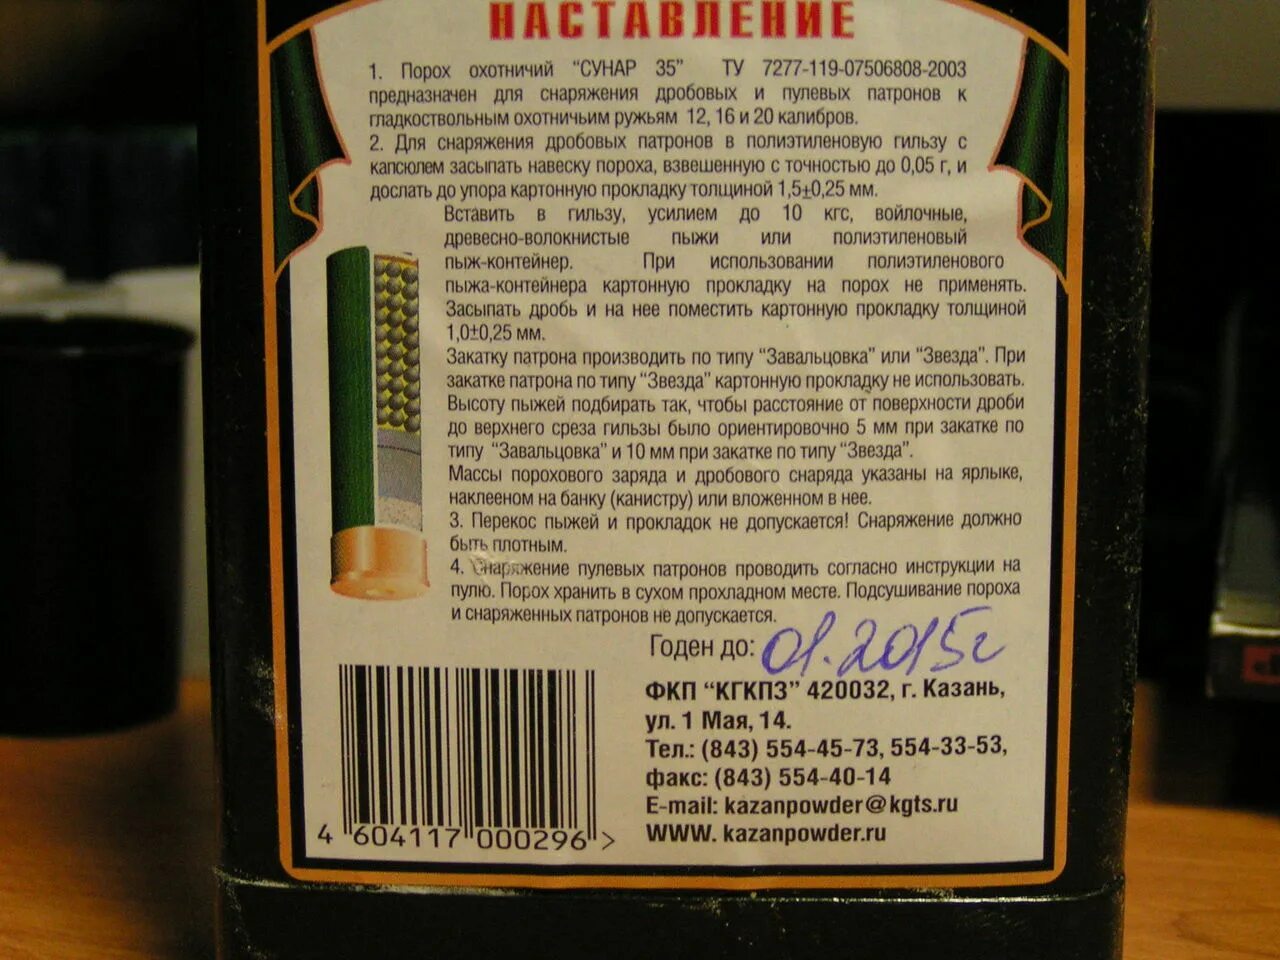 НАСТАВЛЕНИЕ
1. Порох охотничий “СУНАР 35” ТУ 7277-119-07506808-2003
предназначен для снаряжения дробовых и пулевых патронов к
гладкоствольным охотничьим ружьям 12, 16 и 20 калибров.
2. Для снаряжения дробовых патронов в полиэтиленовую гильзу с
капсюлем засыпать навеску пороха, взвешенную с точностью до 0,05 г, и
дослать до упора картонную прокладку толщиной 1,5±0,25 мм.
Вставить в гильзу, усилием до 10 кгс, войлочные,
древесно-волокнистые пыжи или полиэтиленовый
пыж-контейнер. При использовании полиэтиленового
пыжа-контейнера картонную прокладку на порох не применять.
Засыпать дробь и на нее поместить картонную прокладку толщиной
1,0±0,25 мм.
Закатку патрона производить по типу “Завальцовка” или “Звезда”. При
закатке патрона по типу “Звезда” картонную прокладку не использовать.
Высоту пыжей подбирать так, чтобы расстояние от поверхности дроби
до верхнего среза гильзы было ориентировочно 5 мм при закатке по
типу “Завальцовка” и 10 мм при закатке по типу “Звезда”.
Массы порохового заряда и дробового снаряда указаны на ярлыке,
наклееном на банку (канистру) или вложенном в нее.
3. Перекос пыжей и прокладок не допускается! Снаряжение должно
быть плотным.
4. Снаряжение пулевых патронов проводить согласно инструкции на
пулю. Порох хранить в сухом прохладном месте. Подсушивание пороха
и снаряженных патронов не допускается.
Годен до: 01.2015г
ФКП “КГКПЗ” 420032, г. Казань,
ул. 1 Мая, 14.
Тел.: (843) 554-45-73, 554-33-53,
факс: (843) 554-40-14
E-mail: kazanpowder@kgts.ru
WWW. kazanpowder.ru
4 604117 000296 >